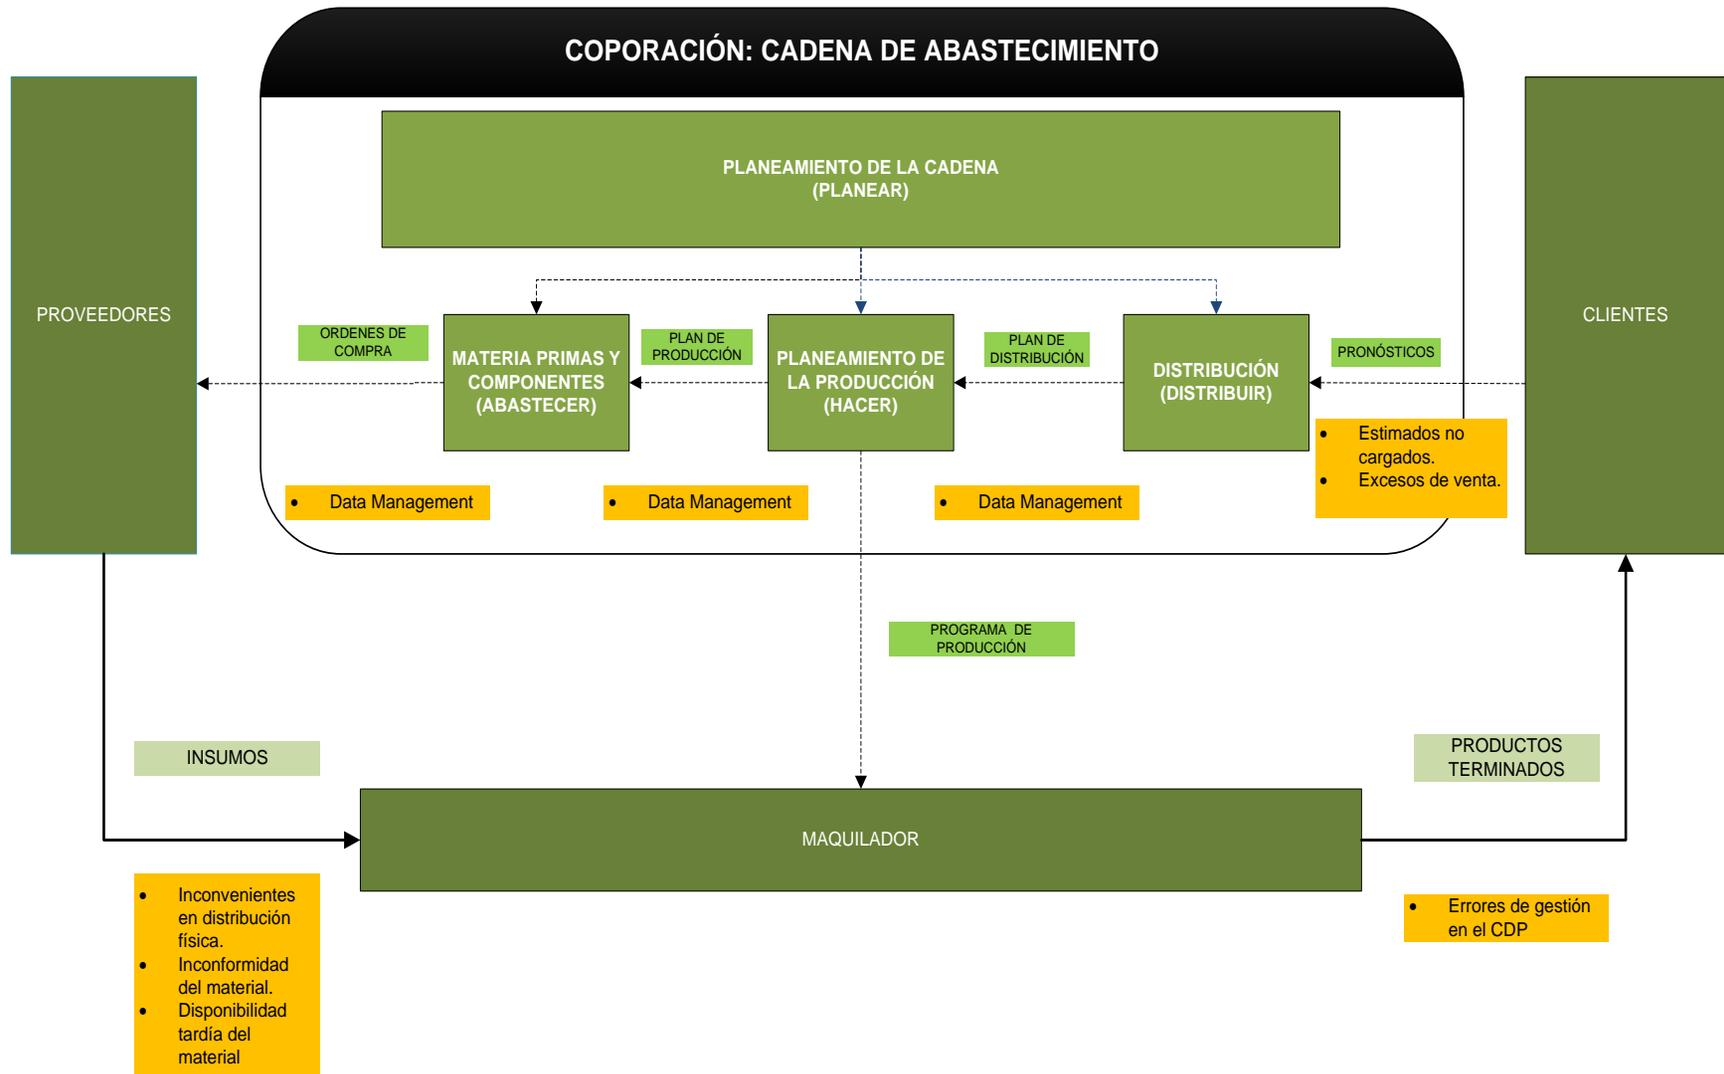 COPORACIÓN: CADENA DE ABASTECIMIENTO
PLANEAMIENTO DE LA CADENA
(PLANEAR)
PROVEEDORES
CLIENTES
ORDENES DE
COMPRA
PLAN DE
PRODUCCIÓN
PLAN DE
DISTRIBUCIÓN
PRONÓSTICOS
MATERIA PRIMAS Y
COMPONENTES
(ABASTECER)
PLANEAMIENTO DE
LA PRODUCCIÓN
(HACER)
DISTRIBUCIÓN
(DISTRIBUIR)
• Estimados no
cargados.
• Excesos de venta.
• Data Management
• Data Management
• Data Management
PROGRAMA DE
PRODUCCIÓN
INSUMOS
PRODUCTOS
TERMINADOS
MAQUILADOR
• Inconvenientes
en distribución
física.
• Inconformidad
del material.
• Disponibilidad
tardía del
material
• Errores de gestión
en el CDP